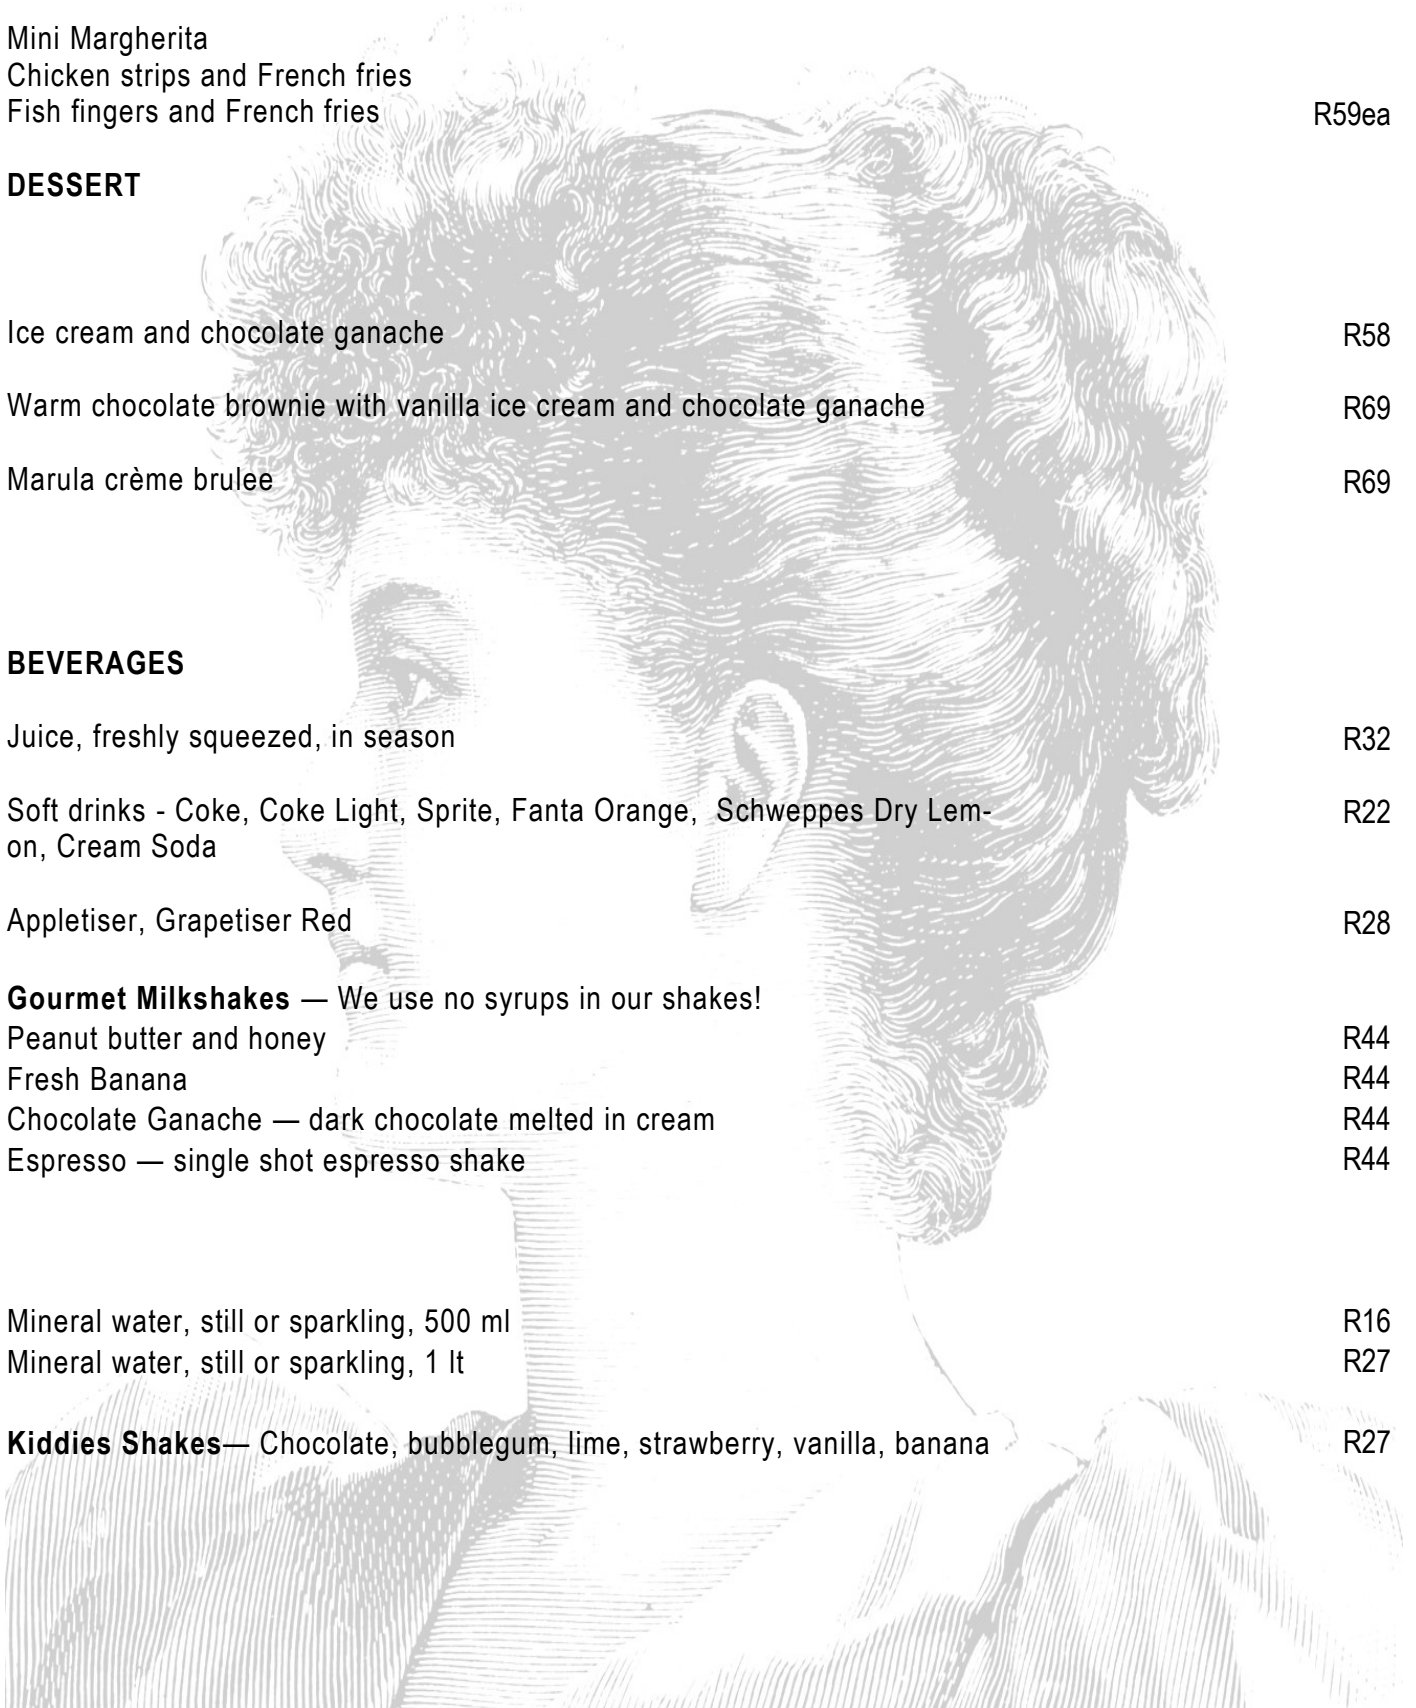 Mini Margherita
Chicken strips and French fries
Fish fingers and French fries R59ea
DESSERT
Ice cream and chocolate ganache R58
Warm chocolate brownie with vanilla ice cream and chocolate ganache R69
Marula crème brulee R69
BEVERAGES
Juice, freshly squeezed, in season R32
Soft drinks - Coke, Coke Light, Sprite, Fanta Orange,  Schweppes Dry Lem- R22
on, Cream Soda
Appletiser, Grapetiser Red R28
Gourmet Milkshakes — We use no syrups in our shakes!
Peanut butter and honey R44
Fresh Banana R44
Chocolate Ganache — dark chocolate melted in cream R44
Espresso — single shot espresso shake R44
Mineral water, still or sparkling, 500 ml R16
Mineral water, still or sparkling, 1 lt R27
Kiddies Shakes— Chocolate, bubblegum, lime, strawberry, vanilla, banana R27